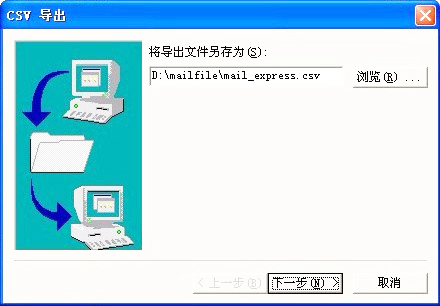 CSV 导出
将导出文件另存为(S):
D:\mailfile\mail_express.csv
浏览(R) ...
< 上一步(B)
下一步(N) >
取消